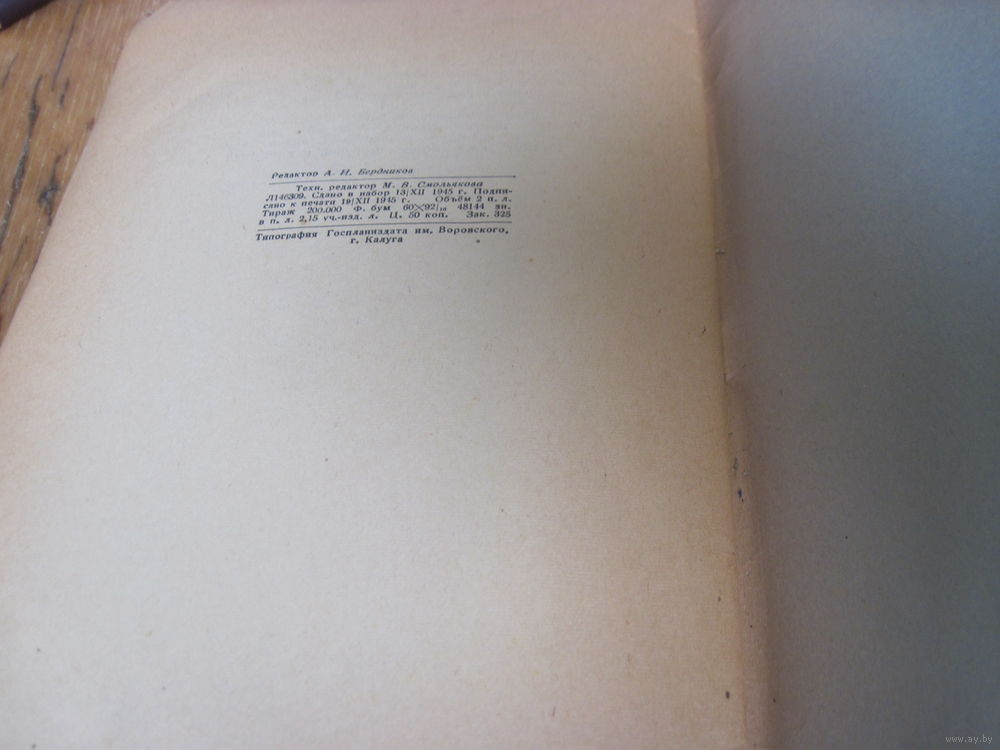 Редактор А. И. Бердников
Техн. редактор М. В. Смольякова
Л146309. Сдано в набор 13/XII 1945 г. Подпи-
сано к печати 19/XII 1945 г. Объём 2 п. л.
Тираж 200.000 Ф. бум 60×92/₁₆ 48144 зн.
в п. л. 2,15 уч.-изд. л. Ц. 50 коп. Зак. 325
Типография Госпланиздата им. Воровского,
г. Калуга
www.ay.by